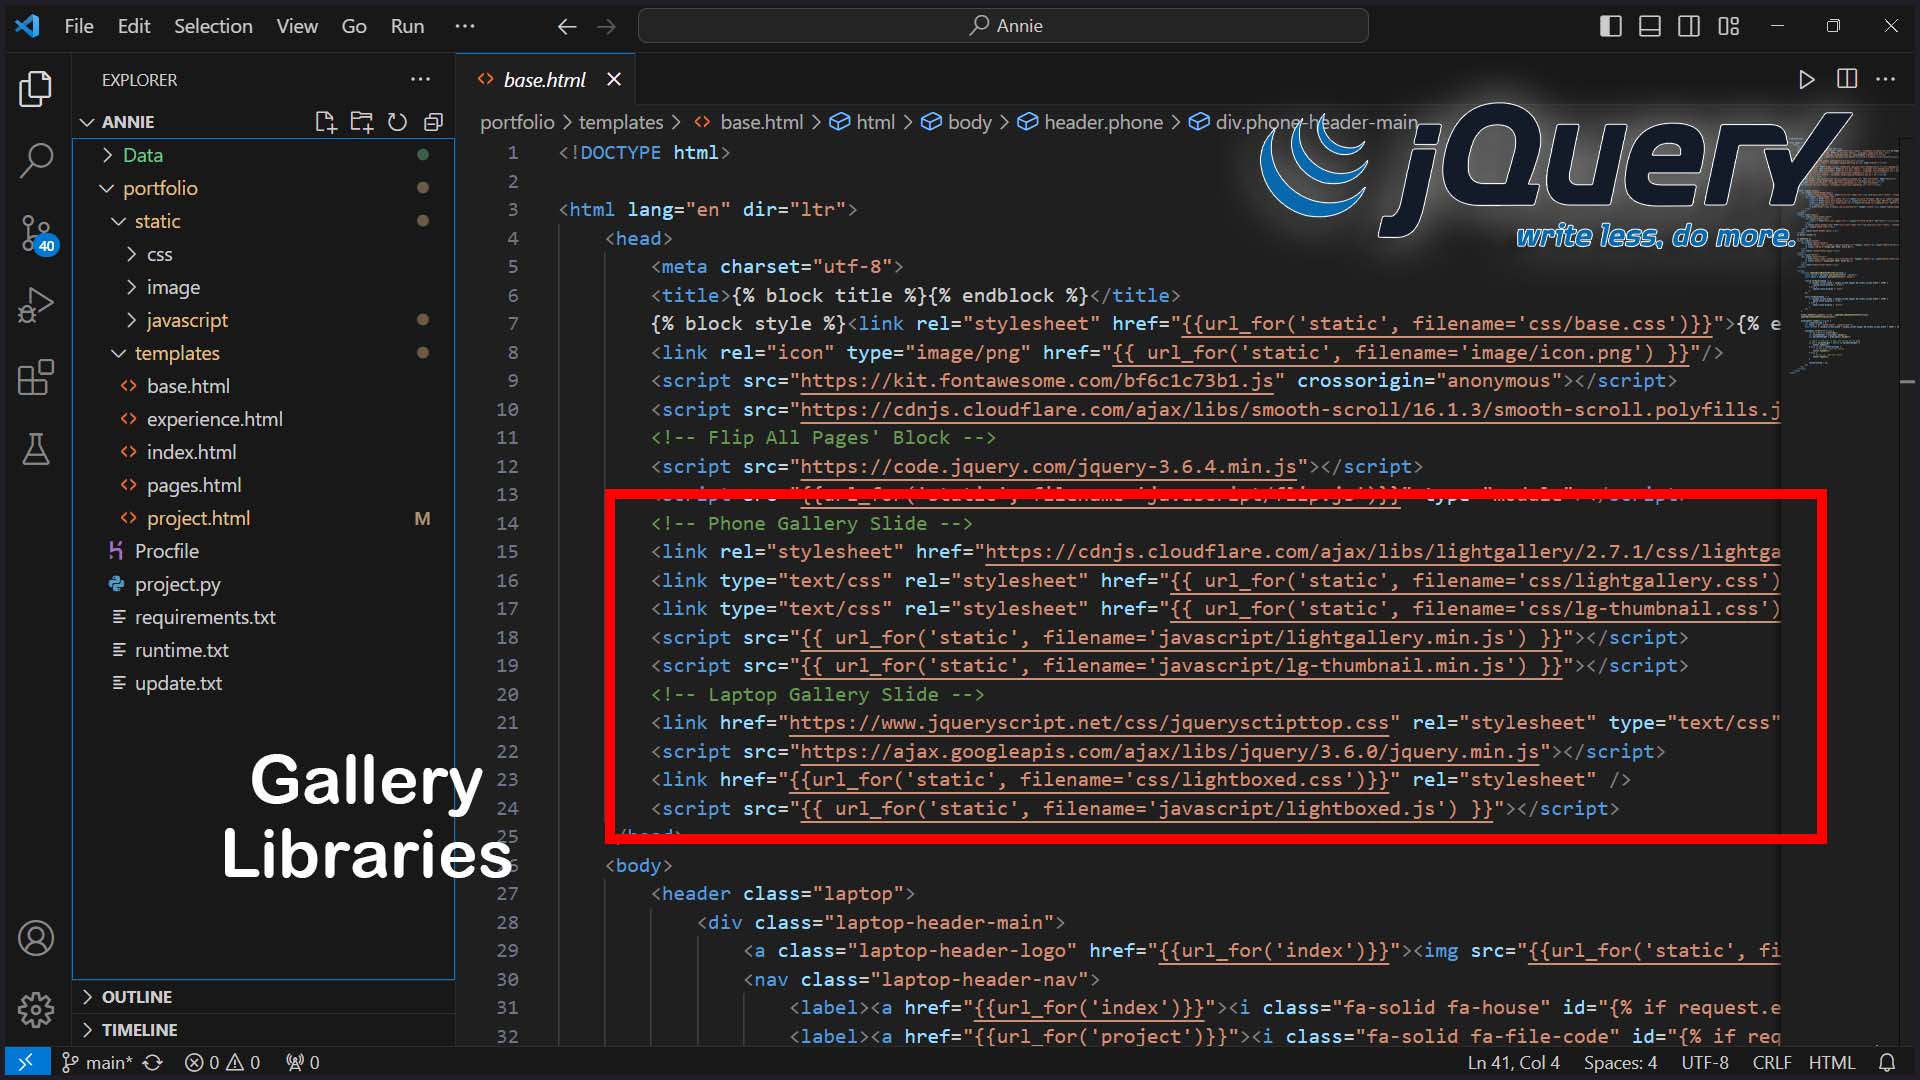 File Edit Selection View Go Run ··· Annie
EXPLORER ···
ANNIE
Data
portfolio
static
css
image
javascript
templates
base.html
experience.html
index.html
pages.html
project.html M
Procfile
project.py
requirements.txt
runtime.txt
update.txt
40
OUTLINE
TIMELINE
Gallery
Libraries
base.html
portfolio > templates > base.html > html > body > header.phone > div.phone-header-main
jQuery
write less, do more.
1 <!DOCTYPE html>
2
3 <html lang="en" dir="ltr">
4 <head>
5 <meta charset="utf-8">
6 <title>{% block title %}{% endblock %}</title>
7 {% block style %}<link rel="stylesheet" href="{{url_for('static', filename='css/base.css')}}">{% e
8 <link rel="icon" type="image/png" href="{{ url_for('static', filename='image/icon.png') }}"/>
9 <script src="https://kit.fontawesome.com/bf6c1c73b1.js" crossorigin="anonymous"></script>
10 <script src="https://cdnjs.cloudflare.com/ajax/libs/smooth-scroll/16.1.3/smooth-scroll.polyfills.j
11 <!-- Flip All Pages' Block -->
12 <script src="https://code.jquery.com/jquery-3.6.4.min.js"></script>
13 <script src="{{url_for('static', filename='javascript/flip.js')}}" type="module"></script>
14 <!-- Phone Gallery Slide -->
15 <link rel="stylesheet" href="https://cdnjs.cloudflare.com/ajax/libs/lightgallery/2.7.1/css/lightga
16 <link type="text/css" rel="stylesheet" href="{{ url_for('static', filename='css/lightgallery.css')
17 <link type="text/css" rel="stylesheet" href="{{ url_for('static', filename='css/lg-thumbnail.css')
18 <script src="{{ url_for('static', filename='javascript/lightgallery.min.js') }}"></script>
19 <script src="{{ url_for('static', filename='javascript/lg-thumbnail.min.js') }}"></script>
20 <!-- Laptop Gallery Slide -->
21 <link href="https://www.jqueryscript.net/css/jquerysctipttop.css" rel="stylesheet" type="text/css"
22 <script src="https://ajax.googleapis.com/ajax/libs/jquery/3.6.0/jquery.min.js"></script>
23 <link href="{{url_for('static', filename='css/lightboxed.css')}}" rel="stylesheet" />
24 <script src="{{ url_for('static', filename='javascript/lightboxed.js') }}"></script>
25 </head>
26 <body>
27 <header class="laptop">
28 <div class="laptop-header-main">
29 <a class="laptop-header-logo" href="{{url_for('index')}}"><img src="{{url_for('static', fi
30 <nav class="laptop-header-nav">
31 <label><a href="{{url_for('index')}}"><i class="fa-solid fa-house" id="{% if request.e
32 <label><a href="{{url_for('project')}}"><i class="fa-solid fa-file-code" id="{% if req
main* 0 0 0 Ln 41, Col 4 Spaces: 4 UTF-8 CRLF HTML